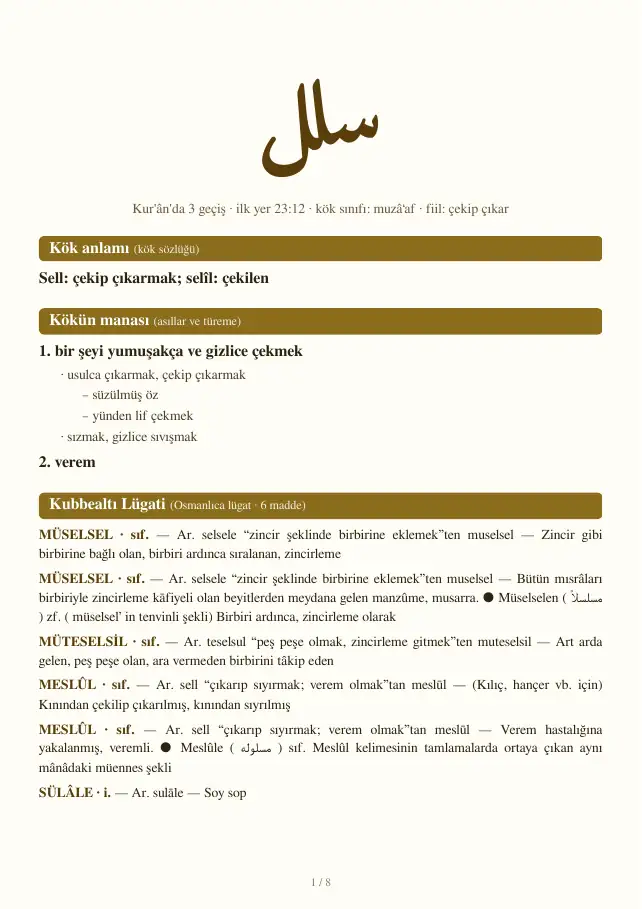 سلل
Kur'ân'da 3 geçiş · ilk yer 23:12 · kök sınıfı: muzâ'af · fiil: çekip çıkar
Kök anlamı (kök sözlüğü)
Sell: çekip çıkarmak; selîl: çekilen
Kökün manası (asıllar ve türeme)
1. bir şeyi yumuşakça ve gizlice çekmek
· usulca çıkarmak, çekip çıkarmak
– süzülmüş öz
– yünden lif çekmek
· sızmak, gizlice sıvışmak
2. verem
Kubbealtı Lügati (Osmanlıca lügat · 6 madde)
MÜSELSEL · sıf. — Ar. selsele “zincir şeklinde birbirine eklemek”ten muselsel — Zincir gibi
birbirine bağlı olan, birbiri ardınca sıralanan, zincirleme
MÜSELSEL · sıf. — Ar. selsele “zincir şeklinde birbirine eklemek”ten muselsel — Bütün mısrâları
birbiriyle zincirleme kāfiyeli olan beyitlerden meydana gelen manzûme, musarra. ● Müselselen ( مسلسلاً
) zf. ( müselsel’ in tenvinli şekli) Birbiri ardınca, zincirleme olarak
MÜTESELSİL · sıf. — Ar. teselsul “peş peşe olmak, zincirleme gitmek”ten muteselsil — Art arda
gelen, peş peşe olan, ara vermeden birbirini tâkip eden
MESLÛL · sıf. — Ar. sell “çıkarıp sıyırmak; verem olmak”tan meslūl — (Kılıç, hançer vb. için)
Kınından çekilip çıkarılmış, kınından sıyrılmış
MESLÛL · sıf. — Ar. sell “çıkarıp sıyırmak; verem olmak”tan meslūl — Verem hastalığına
yakalanmış, veremli. ● Meslûle ( مسلوله ) sıf. Meslûl kelimesinin tamlamalarda ortaya çıkan aynı
mânâdaki müennes şekli
SÜLÂLE · i. — Ar. sulāle — Soy sop
1 / 8